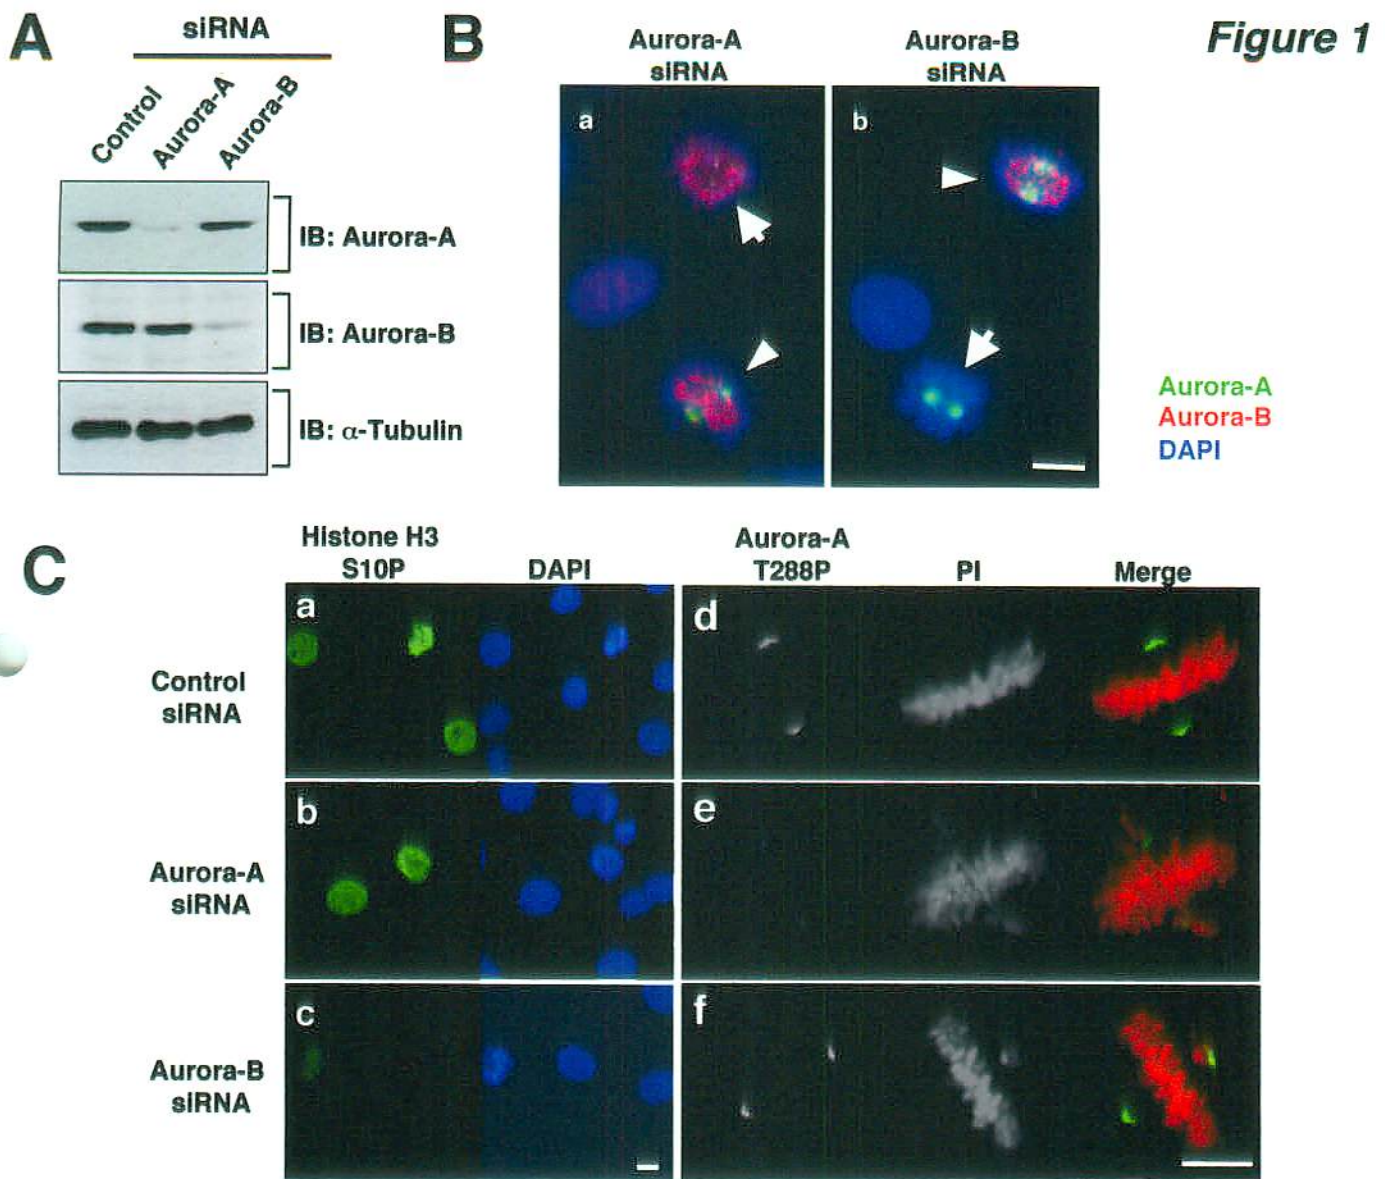 A
siRNA
Control
Aurora-A
Aurora-B
IB: Aurora-A
IB: Aurora-B
IB: α-Tubulin
B
Aurora-A
siRNA
Aurora-B
siRNA
Figure 1
a
b
Aurora-A
Aurora-B
DAPI
C
Histone H3
S10P
DAPI
Aurora-A
T288P
PI
Merge
Control
siRNA
a
d
Aurora-A
siRNA
b
e
Aurora-B
siRNA
c
f